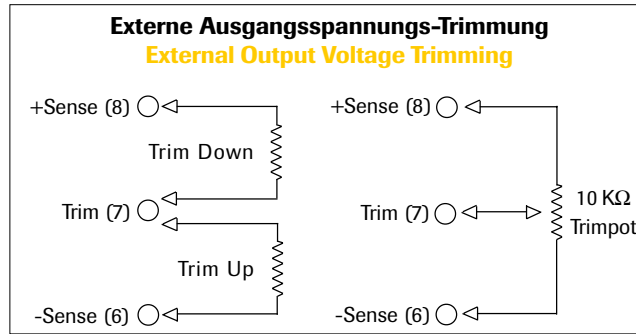 Externe Ausgangsspannungs-Trimmung
External Output Voltage Trimming
+Sense (8)
Trim Down
Trim (7)
Trim Up
-Sense (6)
+Sense (8)
Trim (7)
10 KΩ
Trimpot
-Sense (6)